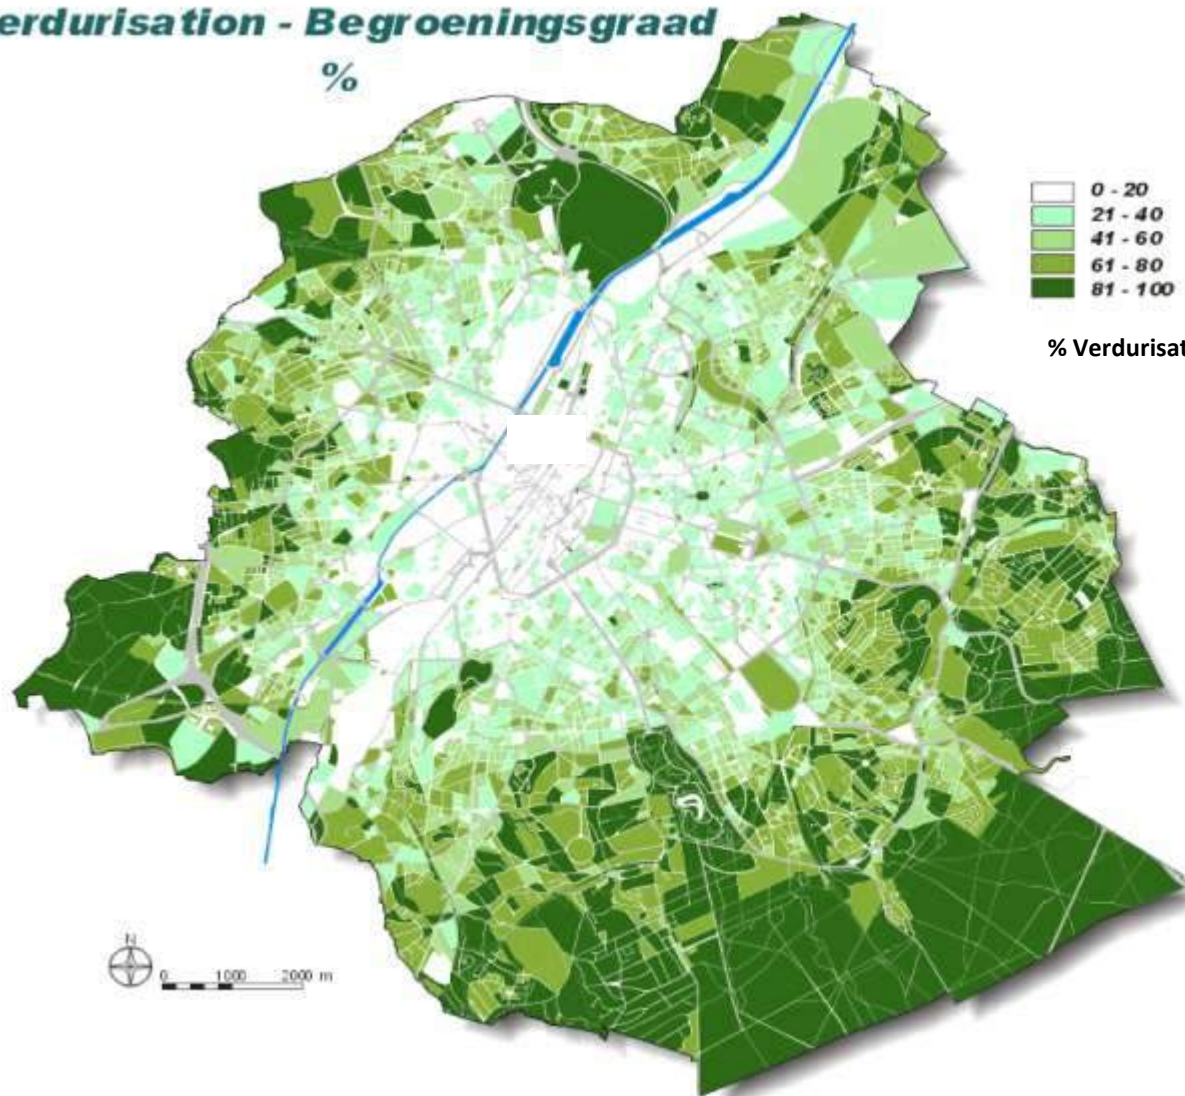 erdurisation - Begroeningsgraad
%
0 - 20
21 - 40
41 - 60
61 - 80
81 - 100
% Verdurisat
N
0 1000 2000 m